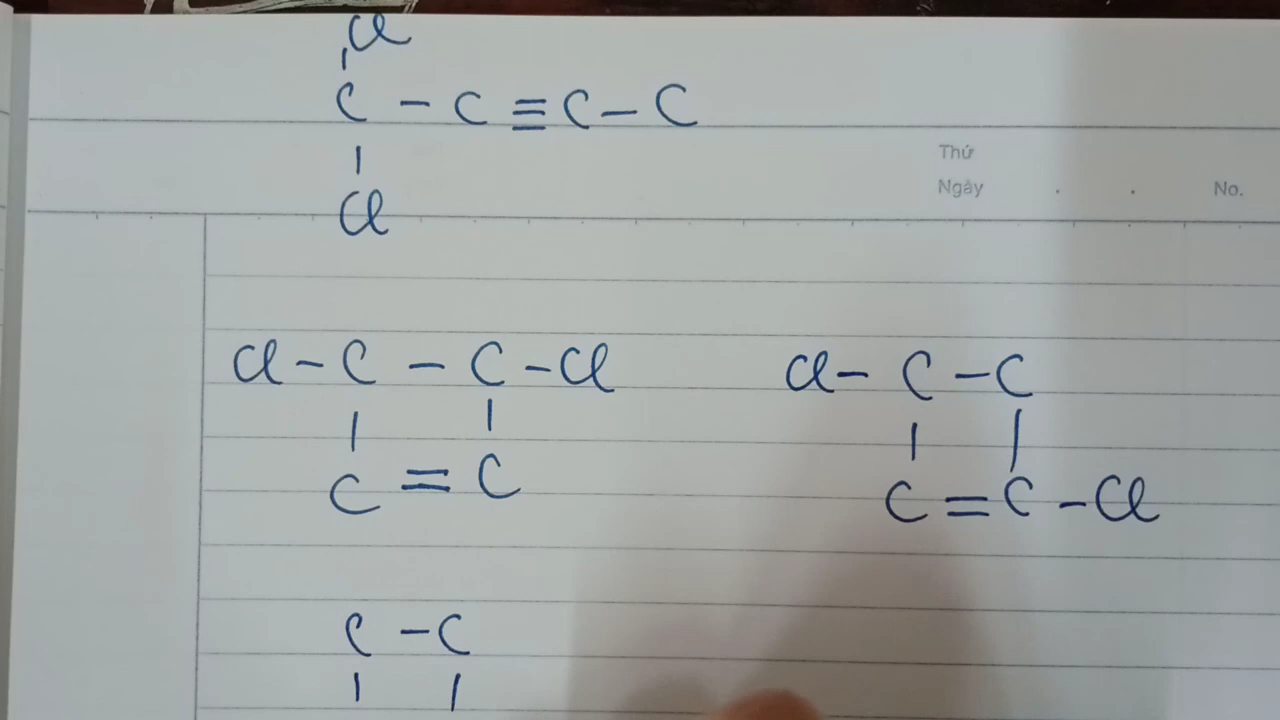 Cl
C - C ≡ C - C
Thứ
Ngày . . No.
Cl
Cl - C - C - Cl
C = C
Cl - C - C
C = C - Cl
C - C